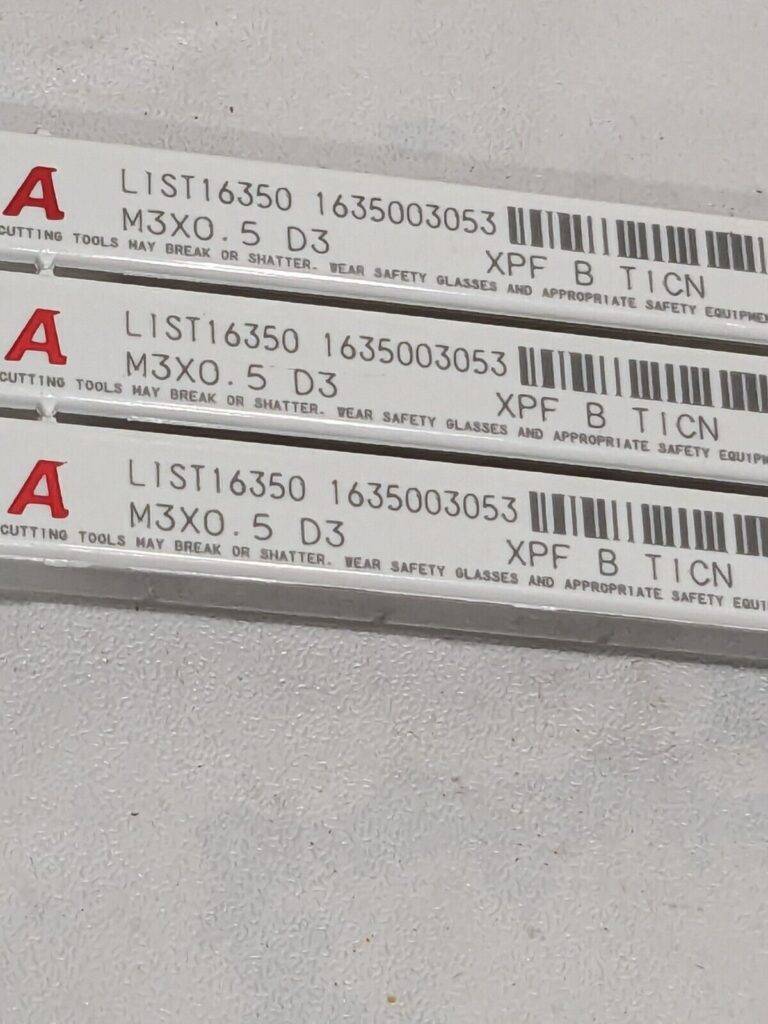 A
LIST16350 1635003053
M3X0.5 D3 XPF B TICN
CUTTING TOOLS MAY BREAK OR SHATTER. WEAR SAFETY GLASSES AND APPROPRIATE SAFETY EQUIPME
A
LIST16350 1635003053
M3X0.5 D3 XPF B TICN
CUTTING TOOLS MAY BREAK OR SHATTER. WEAR SAFETY GLASSES AND APPROPRIATE SAFETY EQUIP
A
LIST16350 1635003053
M3X0.5 D3 XPF B TICN
CUTTING TOOLS MAY BREAK OR SHATTER. WEAR SAFETY GLASSES AND APPROPRIATE SAFETY EQUI